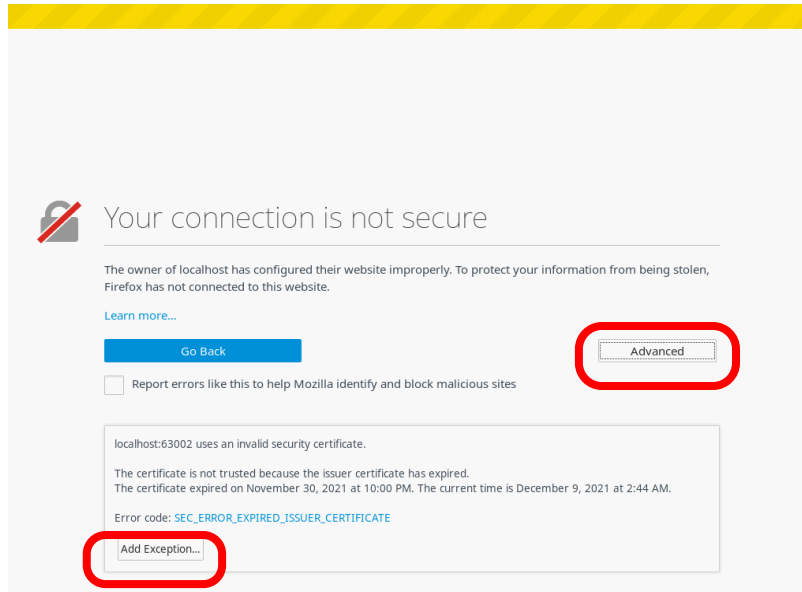 Your connection is not secure
The owner of localhost has configured their website improperly. To protect your information from being stolen,
Firefox has not connected to this website.
Learn more...
Go Back
Advanced
Report errors like this to help Mozilla identify and block malicious sites
localhost:63002 uses an invalid security certificate.
The certificate is not trusted because the issuer certificate has expired.
The certificate expired on November 30, 2021 at 10:00 PM. The current time is December 9, 2021 at 2:44 AM.
Error code: SEC_ERROR_EXPIRED_ISSUER_CERTIFICATE
Add Exception...